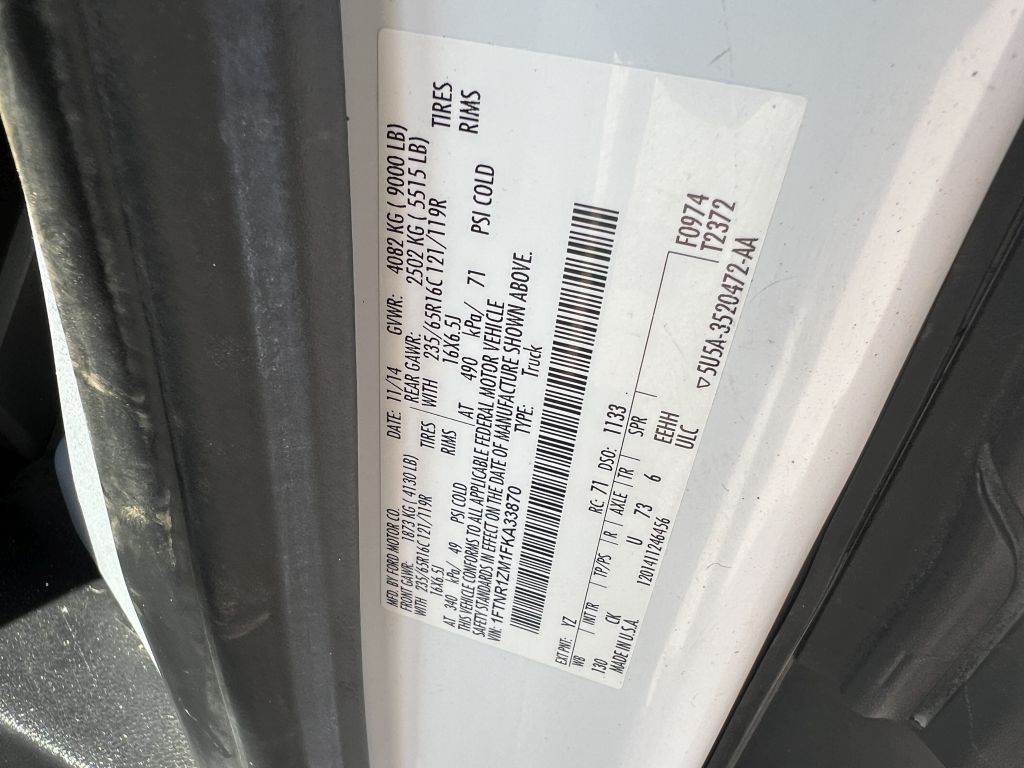 MFD. BY FORD MOTOR CO.
DATE: 11/14 GVWR: 4082 KG ( 9000 LB)
FRONT GAWR: 1873 KG ( 4130 LB) REAR GAWR: 2502 KG ( 5515 LB)
WITH 235/65R16C 121/119R TIRES WITH 235/65R16C 121/119R TIRES
16X6.5J RIMS 16X6.5J RIMS
AT 340 kPa/ 49 PSI COLD AT 490 kPa/ 71 PSI COLD
THIS VEHICLE CONFORMS TO ALL APPLICABLE FEDERAL MOTOR VEHICLE
SAFETY STANDARDS IN EFFECT ON THE DATE OF MANUFACTURE SHOWN ABOVE.
VIN: 1FTNR1ZM1FKA33870 TYPE: Truck
EXT PNT: YZ RC: 71 DSO: 1133 F0974
WB INT TR TP/PS R AXLE TR SPR T2372
130 CK U 73 6 EEHH
MADE IN U.S.A. 120141124656 ULC
5U5A-3520472-AA